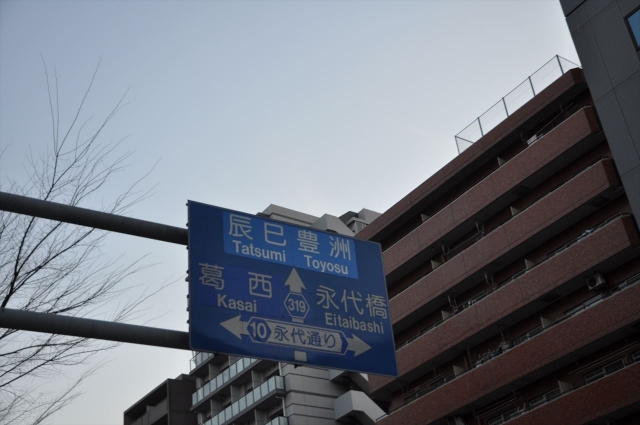 辰巳 豊洲
Tatsumi Toyosu
葛西 319 永代橋
Kasai Eitaibashi
10 永代通り